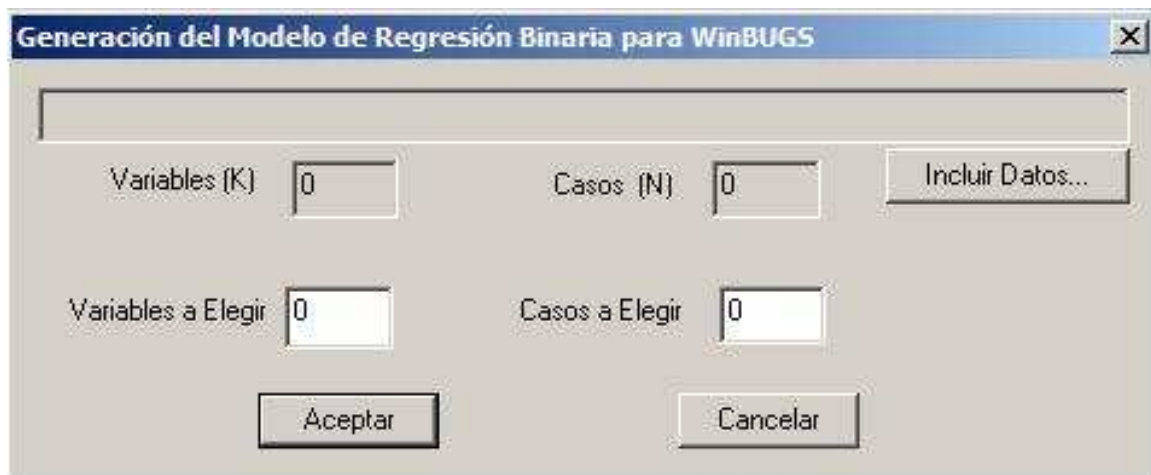 Generación del Modelo de Regresión Binaria para WinBUGS
Variables (K) 0 Casos (N) 0 Incluir Datos...
Variables a Elegir 0 Casos a Elegir 0
Aceptar Cancelar